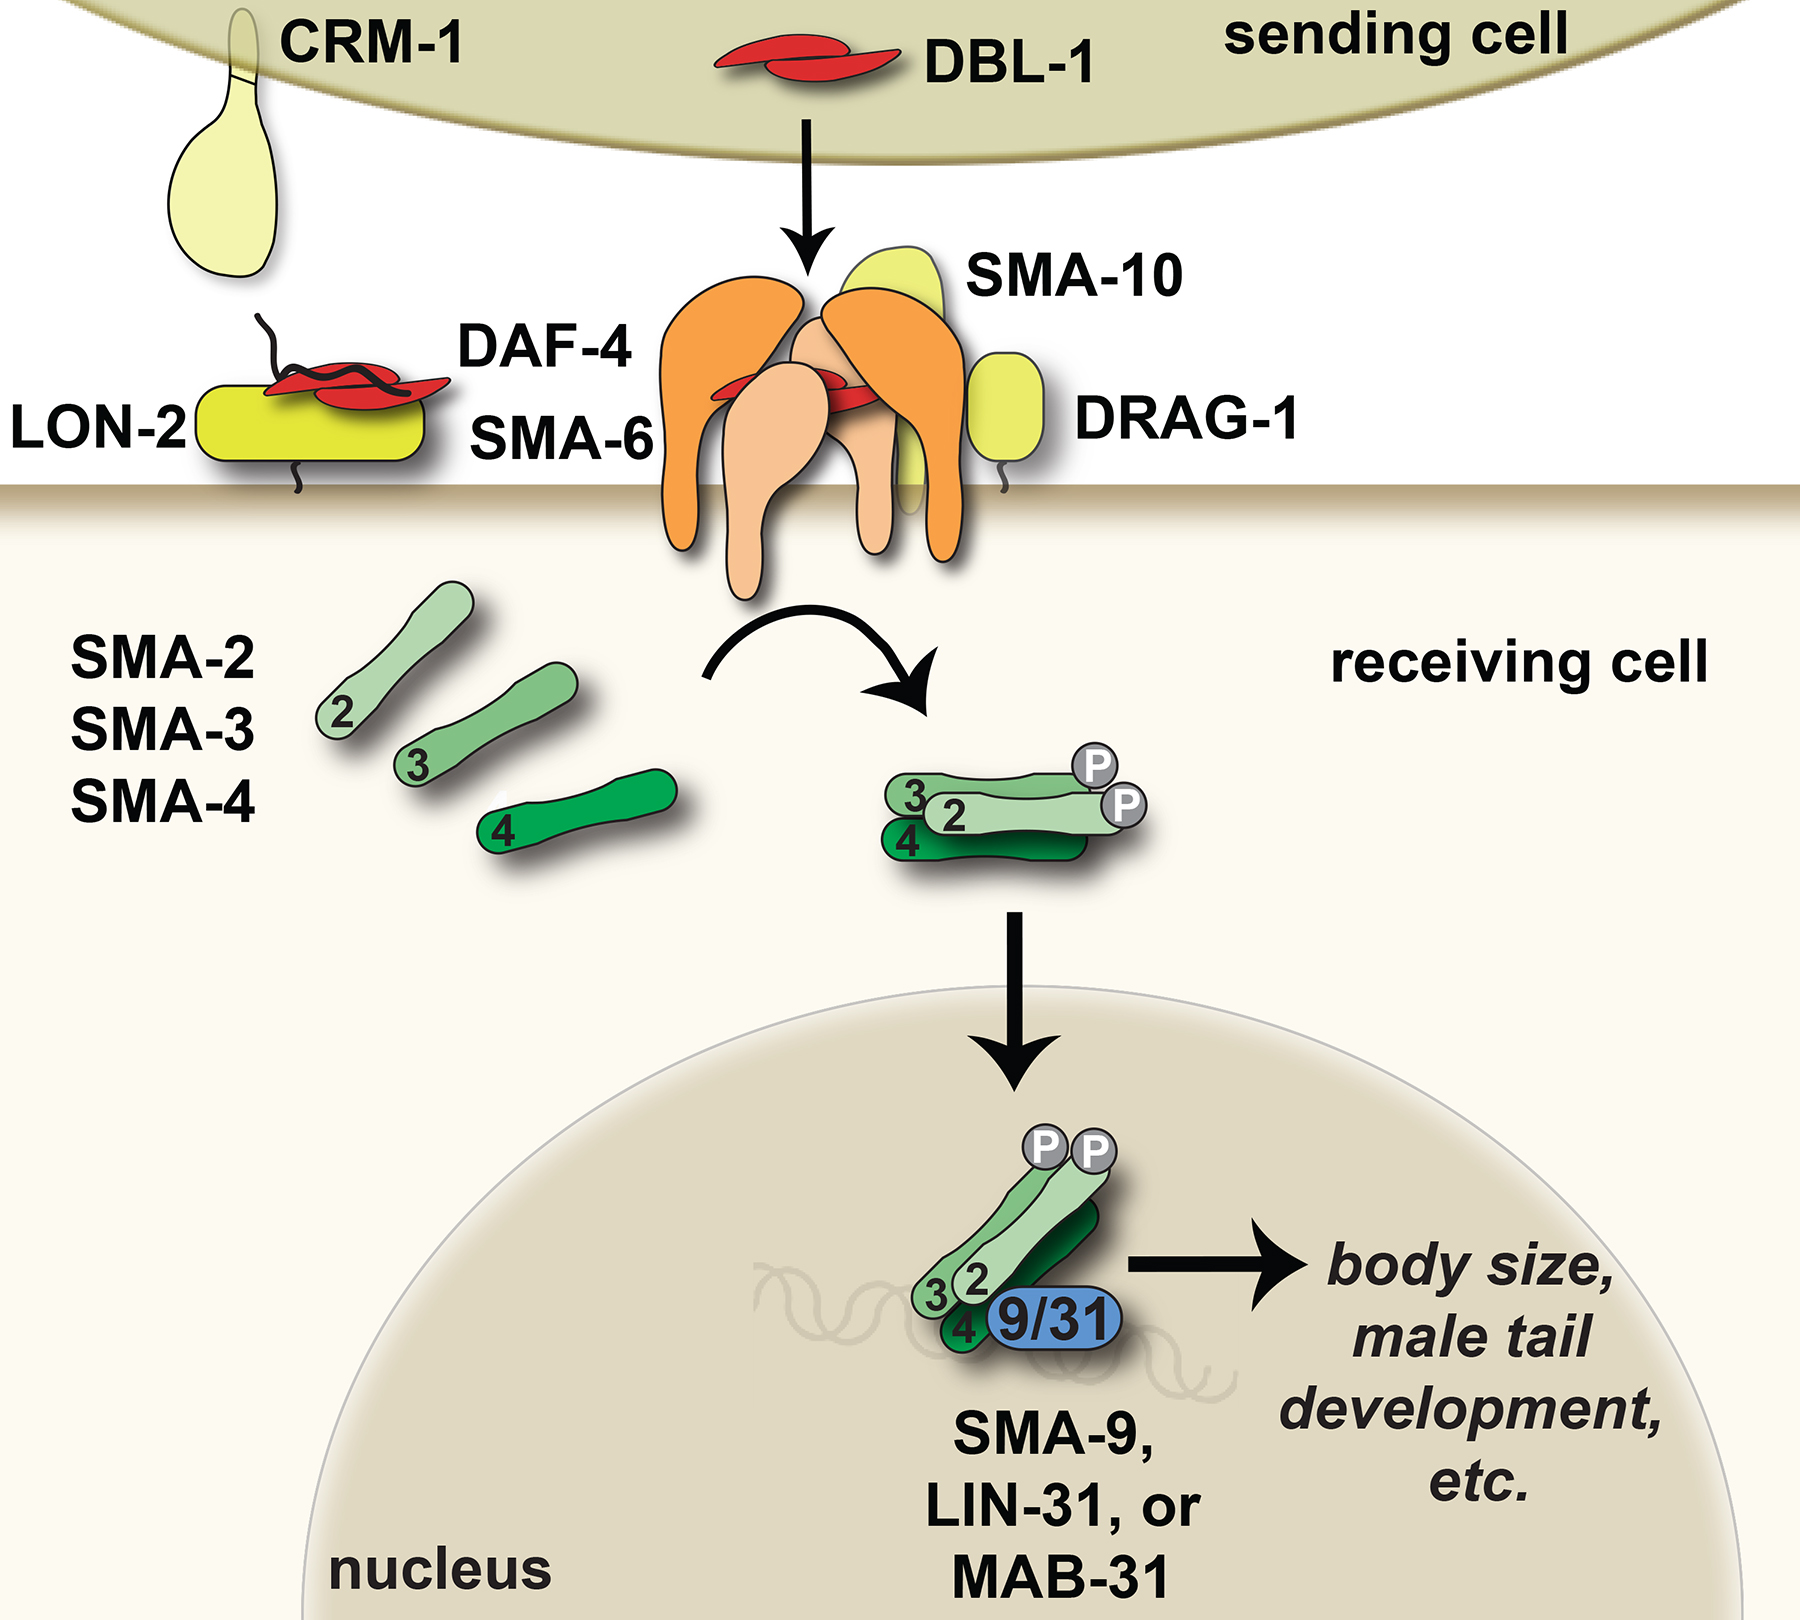 CRM-1
DBL-1
sending cell
SMA-10
DAF-4
LON-2
SMA-6
DRAG-1
SMA-2
SMA-3
SMA-4
receiving cell
2
3
4
P
P
3
2
4
P
P
3
2
4
9/31
body size,
male tail
development,
etc.
SMA-9,
LIN-31, or
MAB-31
nucleus